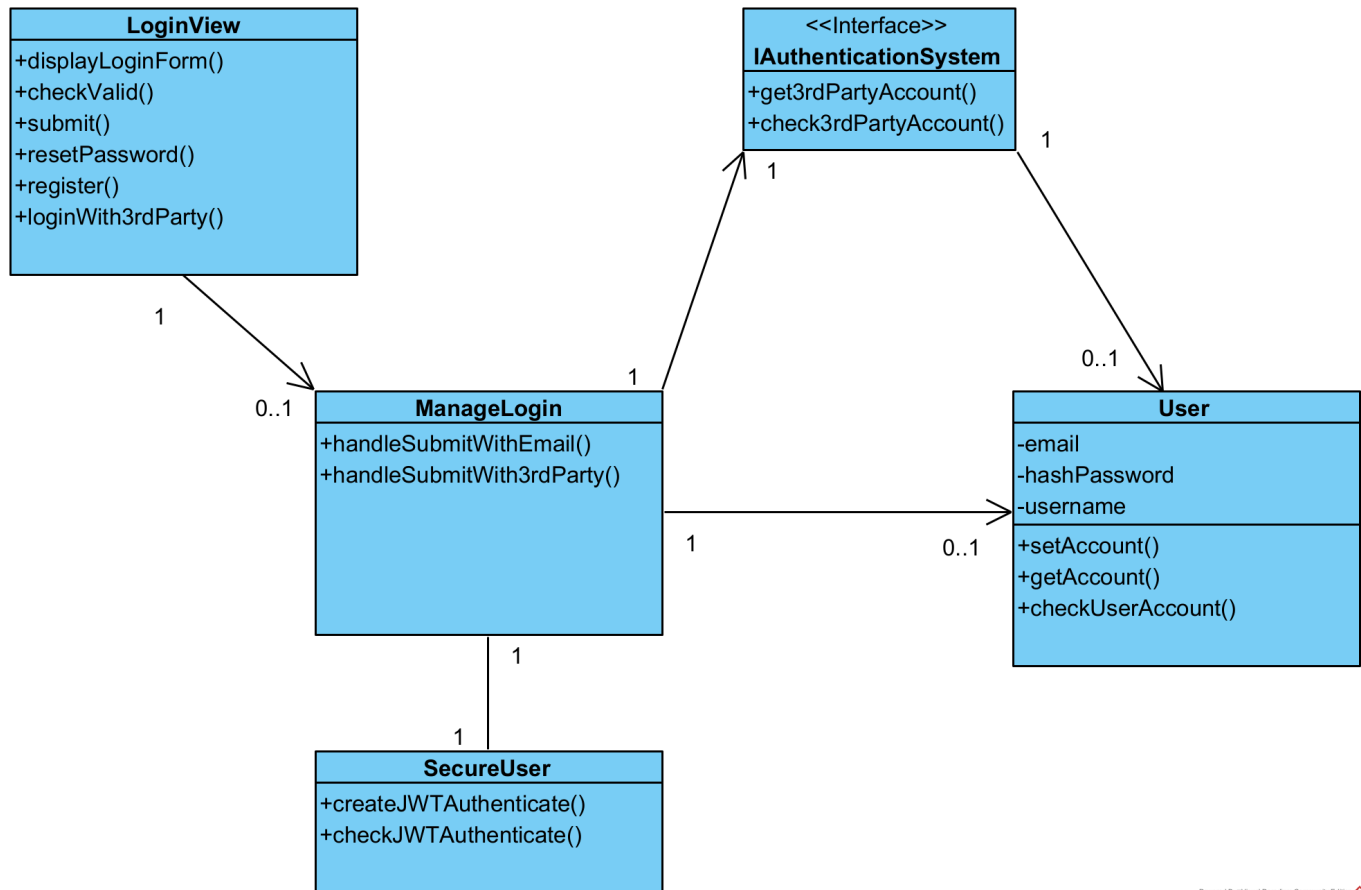 LoginView
+displayLoginForm()
+checkValid()
+submit()
+resetPassword()
+register()
+loginWith3rdParty()
<<Interface>>
IAuthenticationSystem
+get3rdPartyAccount()
+check3rdPartyAccount()
1
1
1
0..1
1
0..1
ManageLogin
+handleSubmitWithEmail()
+handleSubmitWith3rdParty()
User
-email
-hashPassword
-username
+setAccount()
+getAccount()
+checkUserAccount()
1
0..1
1
1
SecureUser
+createJWTAuthenticate()
+checkJWTAuthenticate()